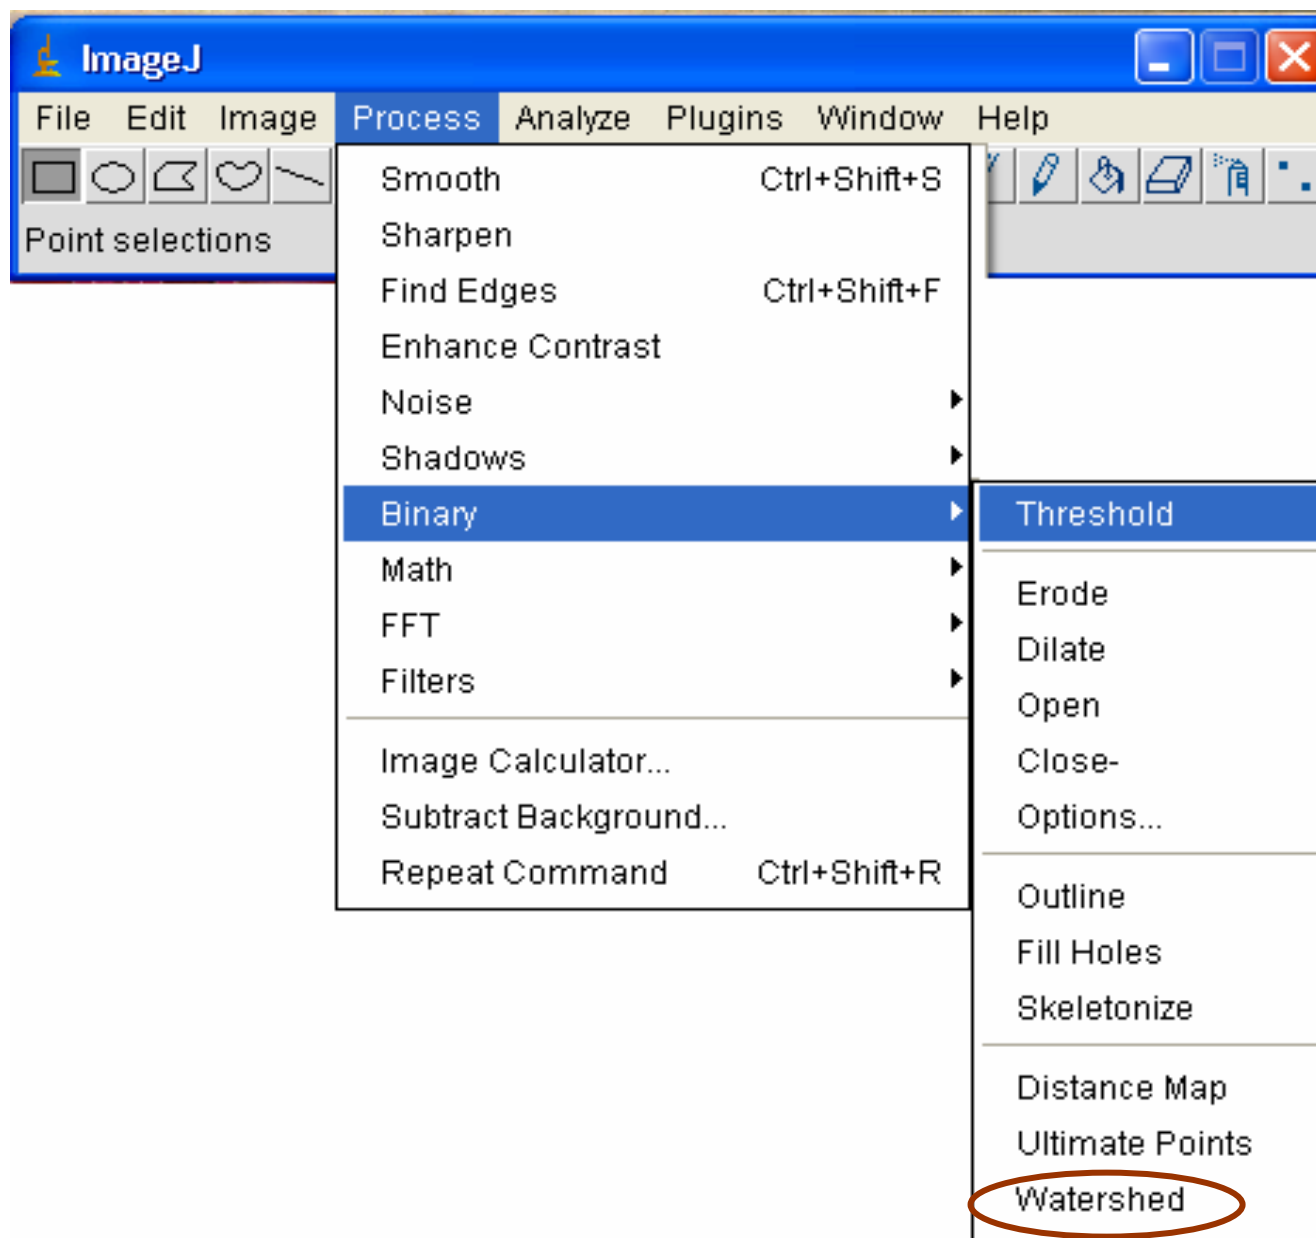 ImageJ
File Edit Image Process Analyze Plugins Window Help
Point selections
Smooth Ctrl+Shift+S
Sharpen
Find Edges Ctrl+Shift+F
Enhance Contrast
Noise
Shadows
Binary
Math
FFT
Filters
Image Calculator...
Subtract Background...
Repeat Command Ctrl+Shift+R
Threshold
Erode
Dilate
Open
Close-
Options...
Outline
Fill Holes
Skeletonize
Distance Map
Ultimate Points
Watershed